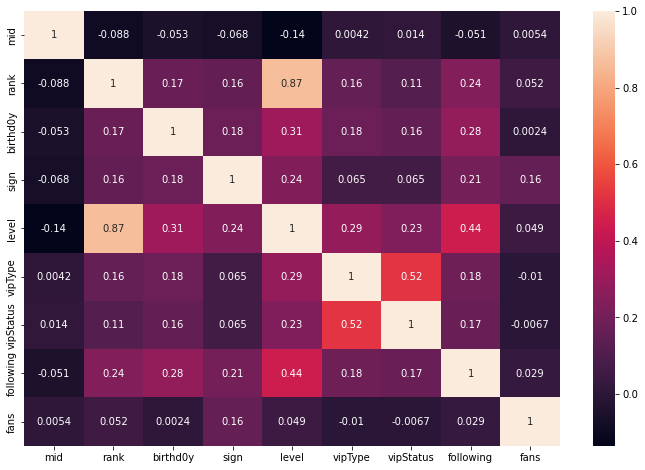 mid 1 -0.088 -0.053 -0.068 -0.14 0.0042 0.014 -0.051 0.0054
rank -0.088 1 0.17 0.16 0.87 0.16 0.11 0.24 0.052
birthd0y -0.053 0.17 1 0.18 0.31 0.18 0.16 0.28 0.0024
sign -0.068 0.16 0.18 1 0.24 0.065 0.065 0.21 0.16
level -0.14 0.87 0.31 0.24 1 0.29 0.23 0.44 0.049
vipType 0.0042 0.16 0.18 0.065 0.29 1 0.52 0.18 -0.01
vipStatus 0.014 0.11 0.16 0.065 0.23 0.52 1 0.17 -0.0067
following -0.051 0.24 0.28 0.21 0.44 0.18 0.17 1 0.029
fans 0.0054 0.052 0.0024 0.16 0.049 -0.01 -0.0067 0.029 1
mid rank birthd0y sign level vipType vipStatus following fans
1.0
0.8
0.6
0.4
0.2
0.0